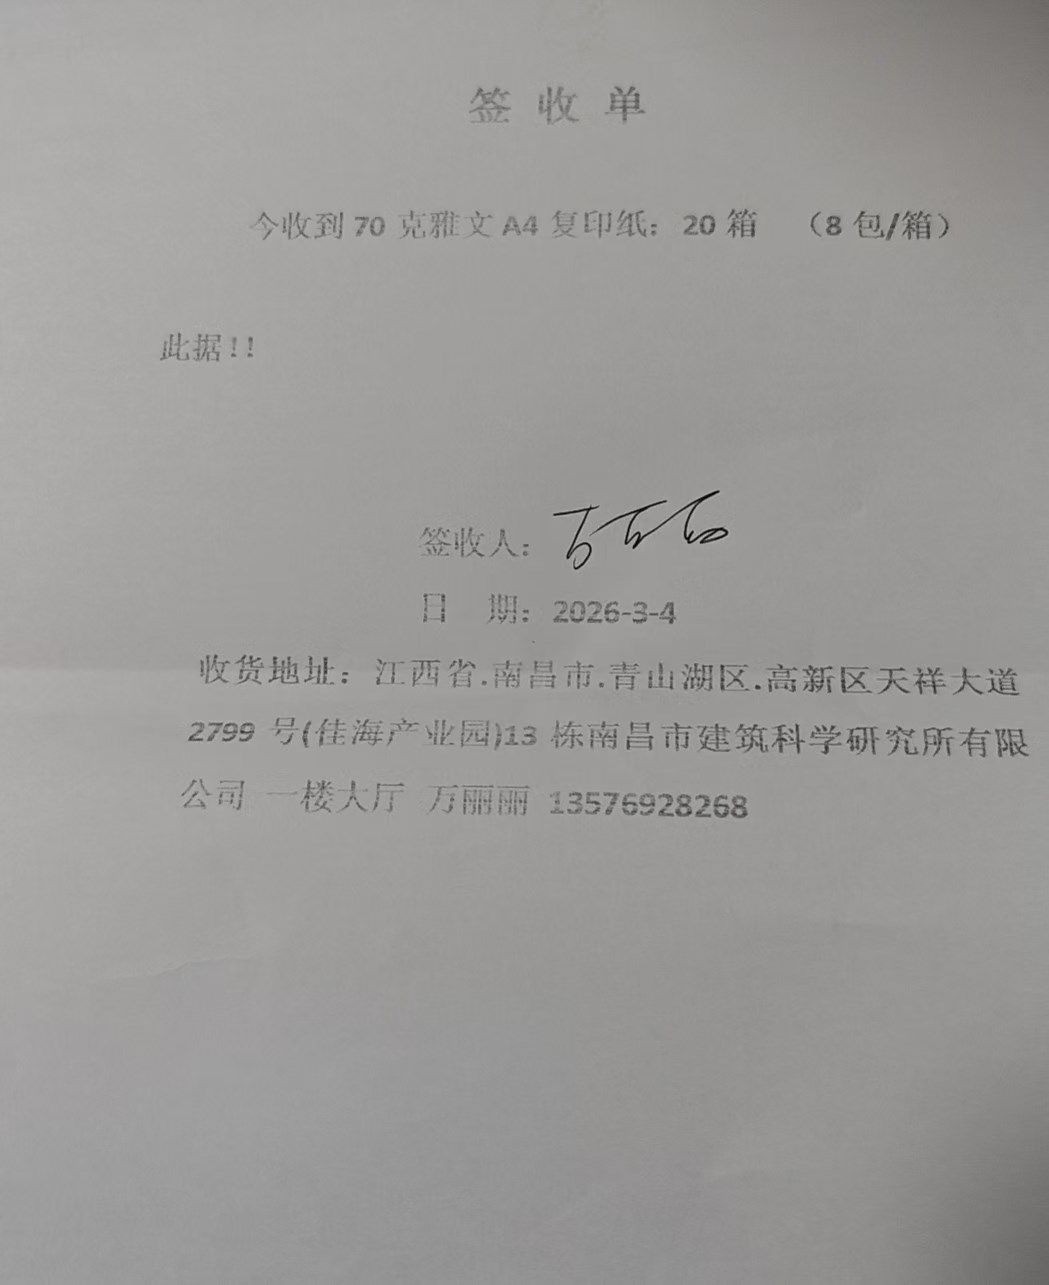 签 收 单
今收到 70 克雅文 A4 复印纸：20 箱 （8 包/箱）
此据！！
签收人：
日 期：2026-3-4
收货地址：江西省.南昌市.青山湖区.高新区天祥大道
2799 号(佳海产业园)13 栋南昌市建筑科学研究所有限
公司 一楼大厅 万丽丽 13576928268